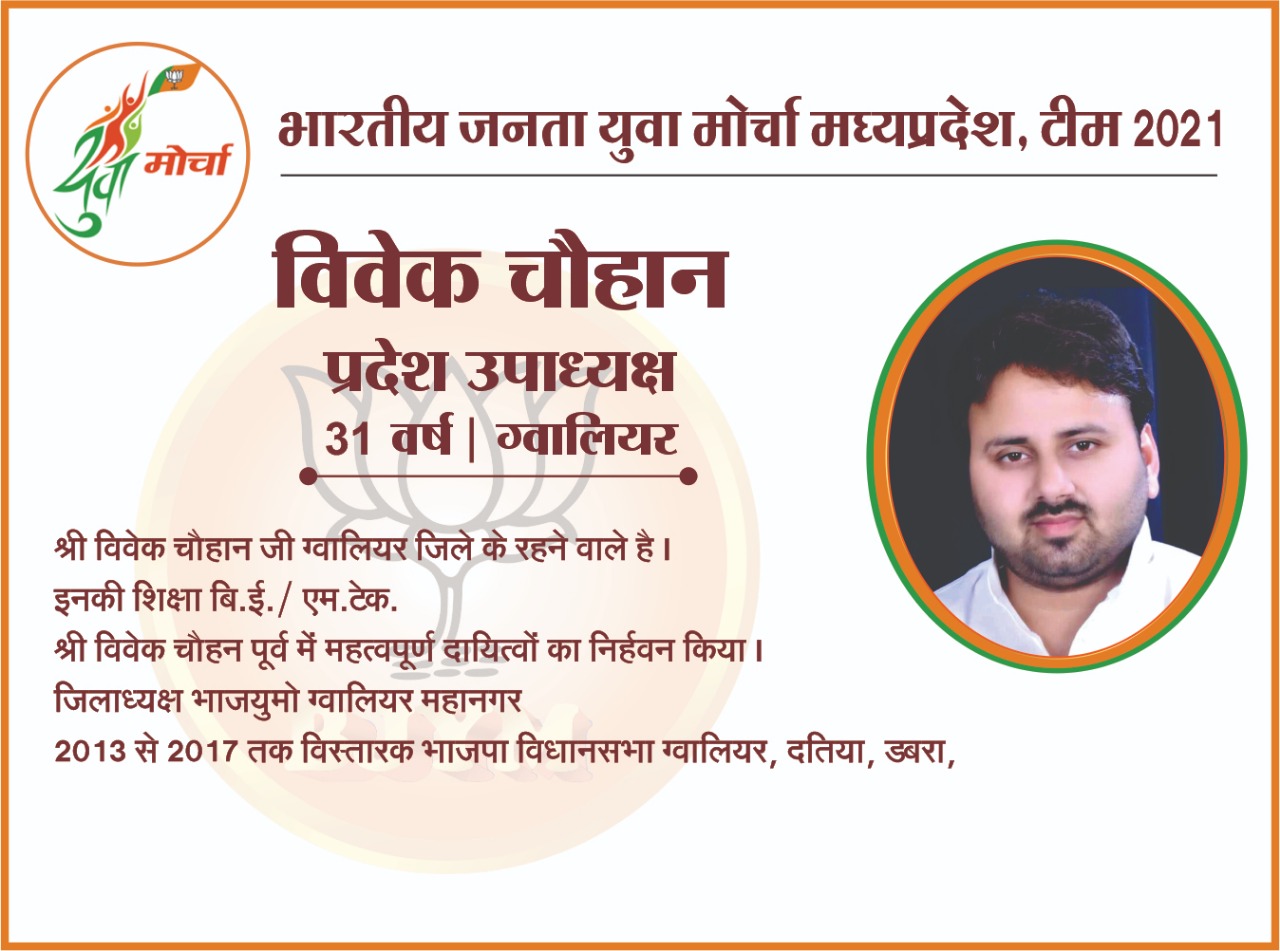 युवा मोर्चा
भारतीय जनता युवा मोर्चा मध्यप्रदेश, टीम 2021
विवेक चौहान
प्रदेश उपाध्यक्ष
31 वर्ष | ग्वालियर
श्री विवेक चौहान जी ग्वालियर जिले के रहने वाले है ।
इनकी शिक्षा बि.ई./ एम.टेक.
श्री विवेक चौहन पूर्व में महत्वपूर्ण दायित्वों का निर्हवन किया ।
जिलाध्यक्ष भाजयुमो ग्वालियर महानगर
2013 से 2017 तक विस्तारक भाजपा विधानसभा ग्वालियर, दतिया, डबरा,